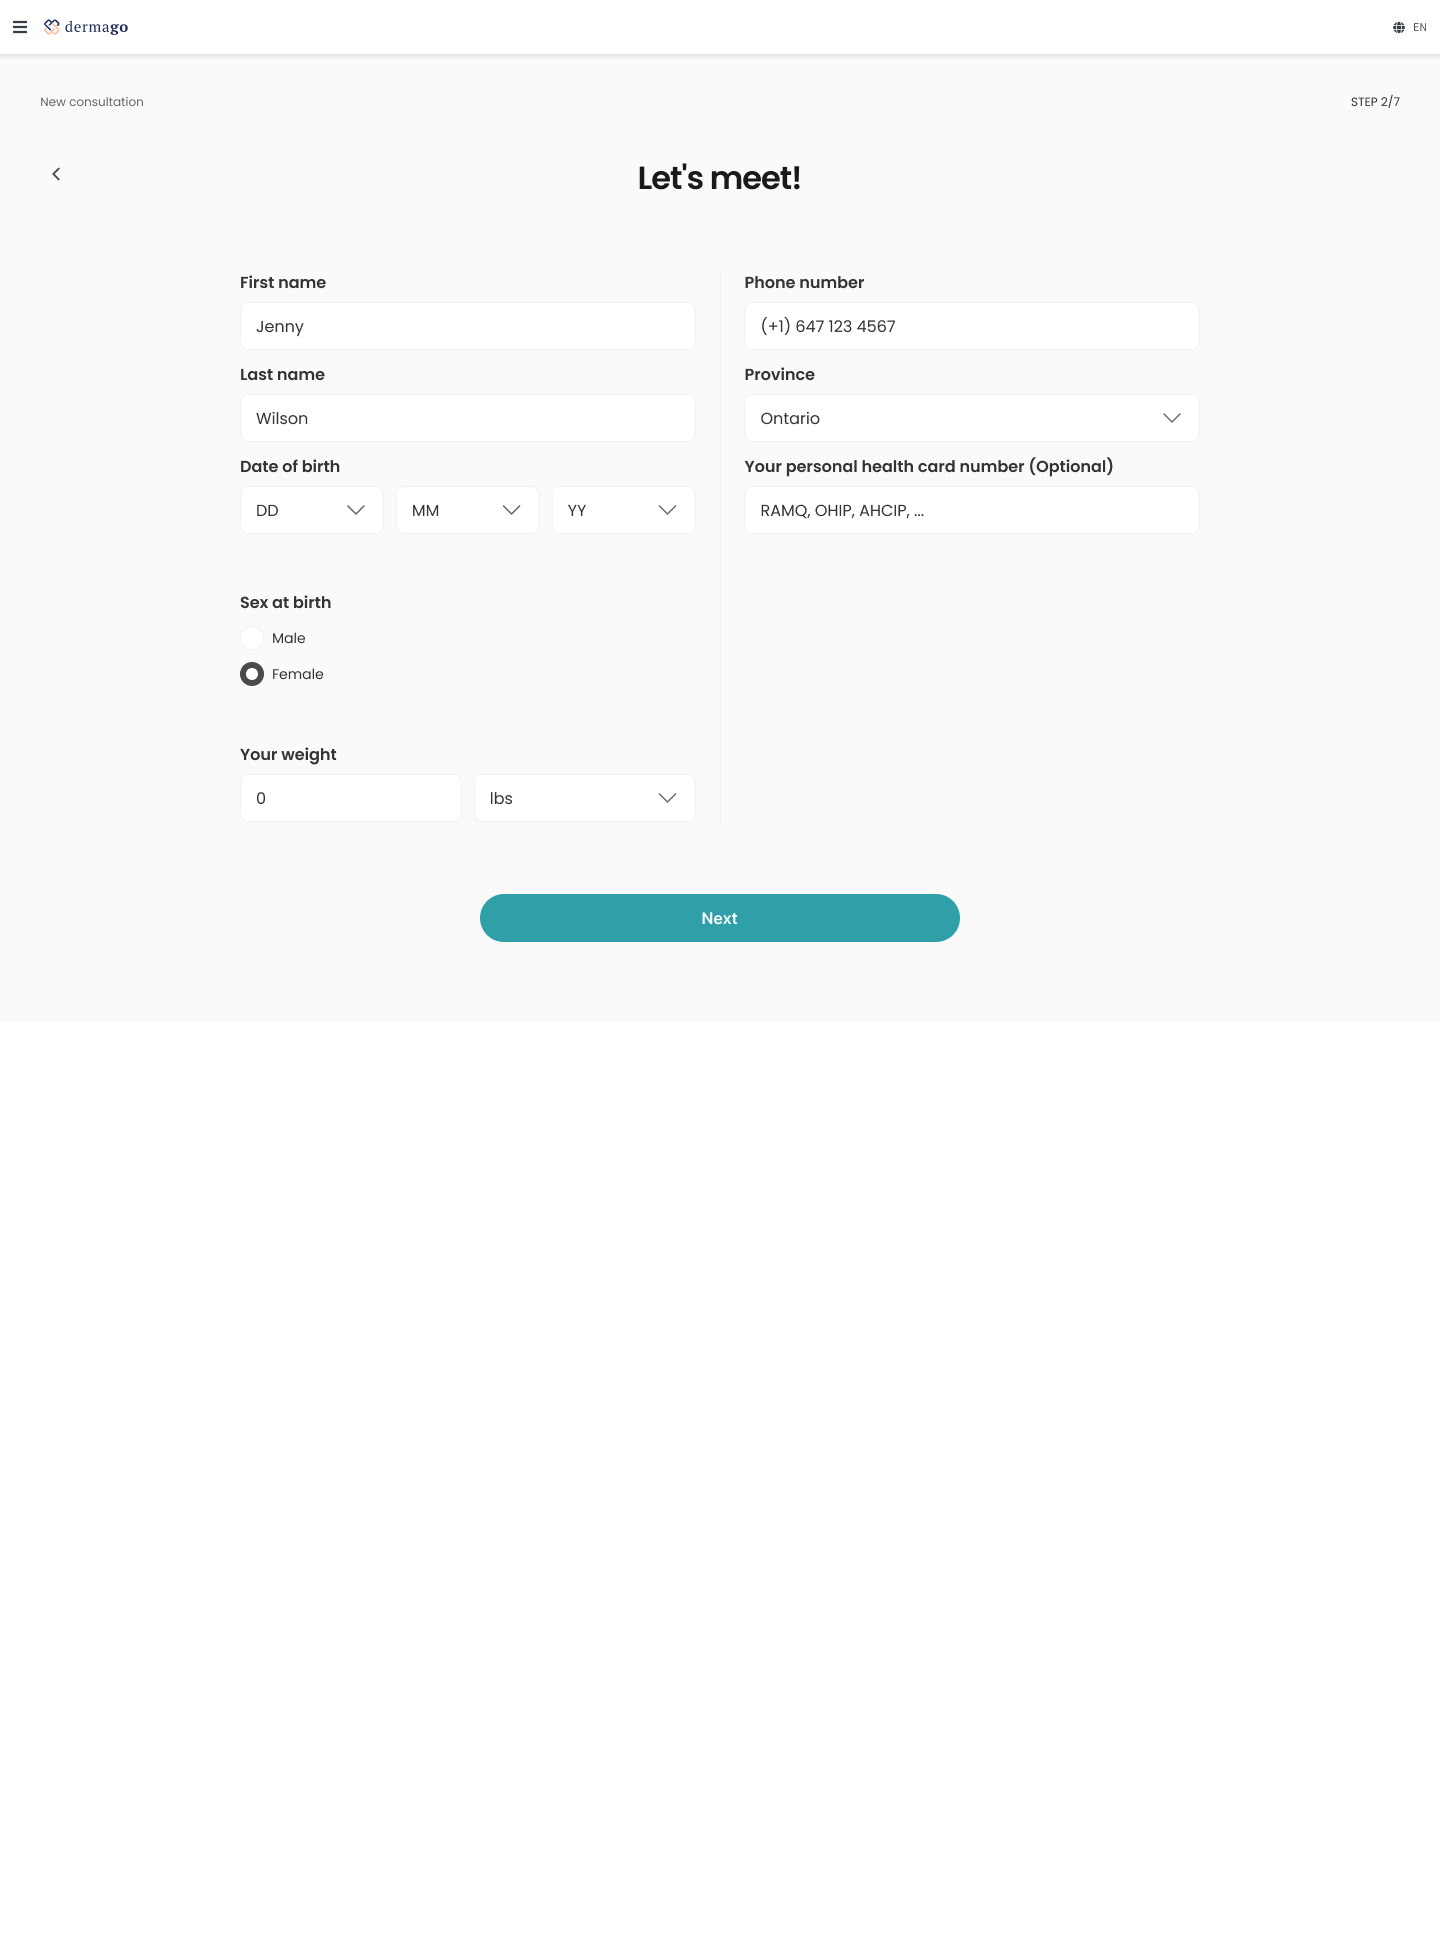 dermago
EN
New consultation
STEP 2/7
Let's meet!
First name
Jenny
Last name
Wilson
Date of birth
DD MM YY
Sex at birth
Male
Female
Your weight
0 lbs
Phone number
(+1) 647 123 4567
Province
Ontario
Your personal health card number (Optional)
RAMQ, OHIP, AHCIP, ...
Next